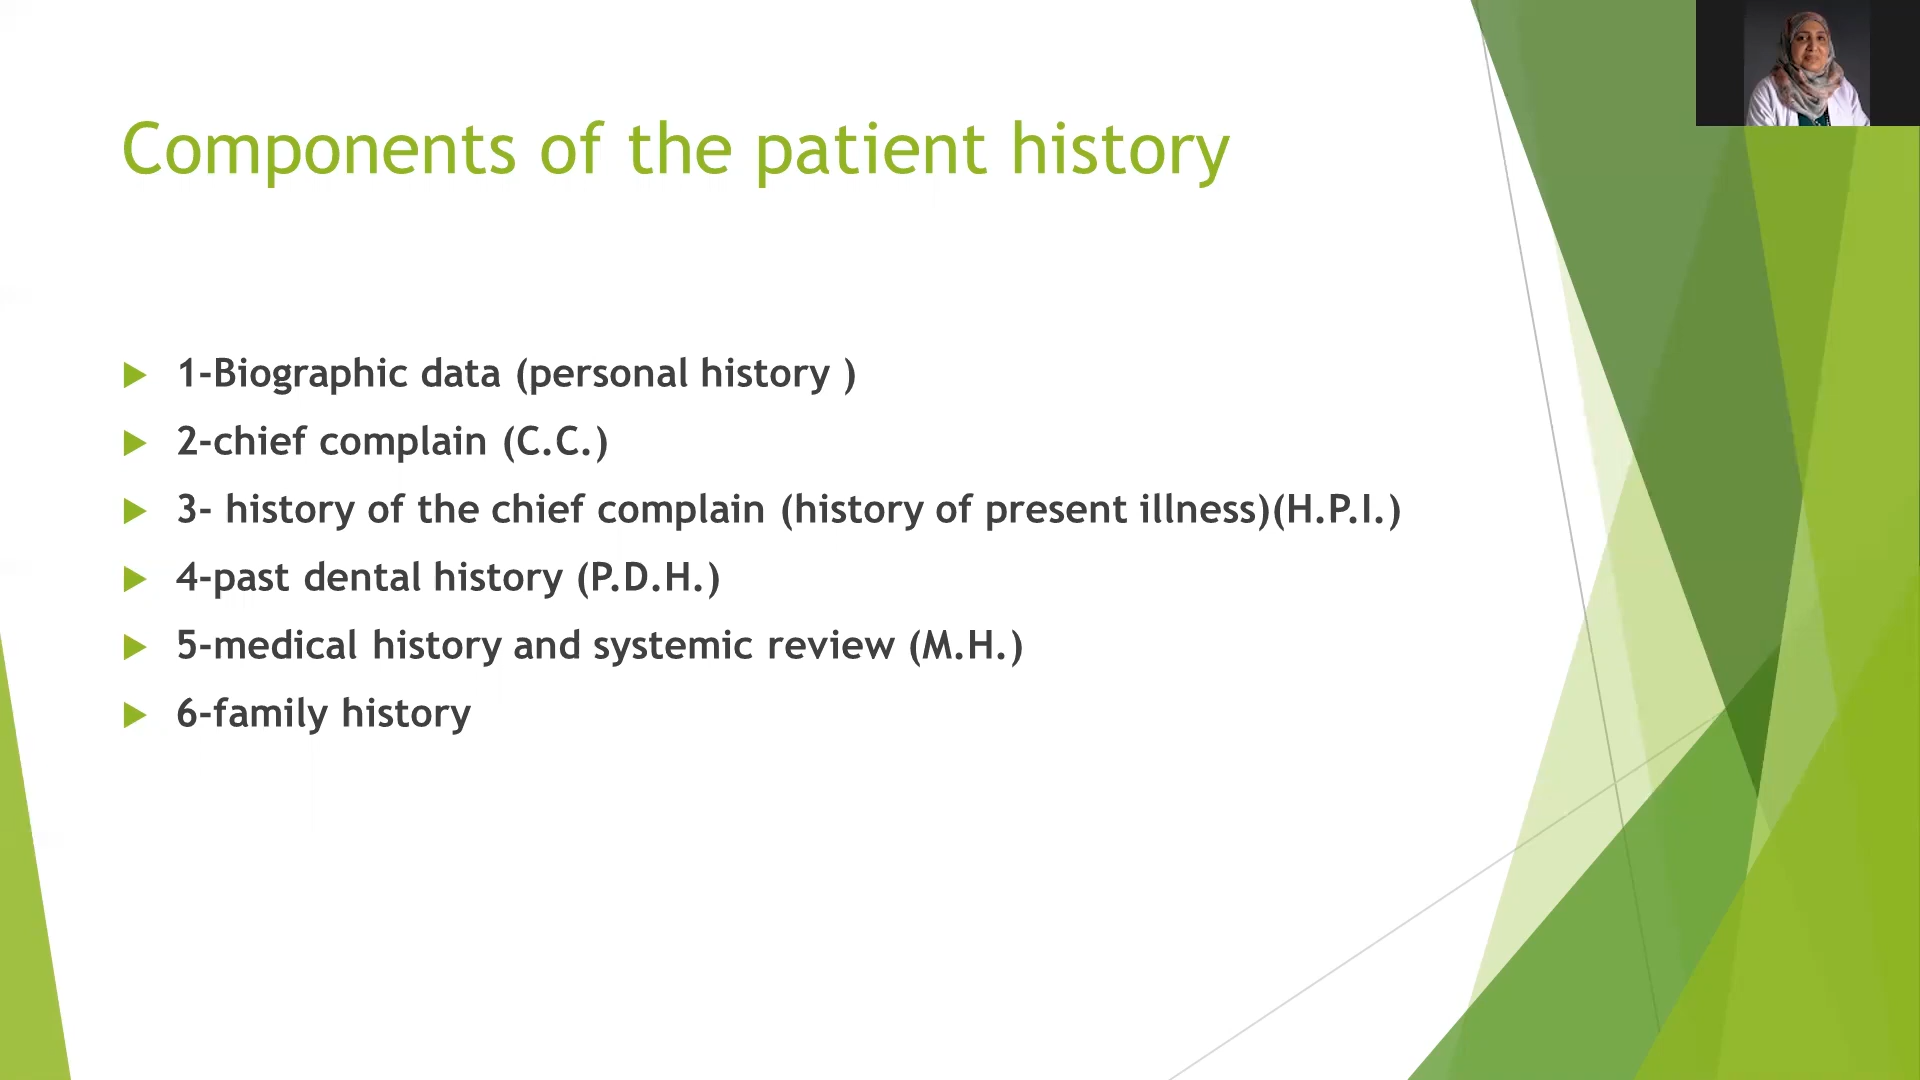 Components of the patient history
1-Biographic data (personal history )
2-chief complain (C.C.)
3- history of the chief complain (history of present illness)(H.P.I.)
4-past dental history (P.D.H.)
5-medical history and systemic review (M.H.)
6-family history